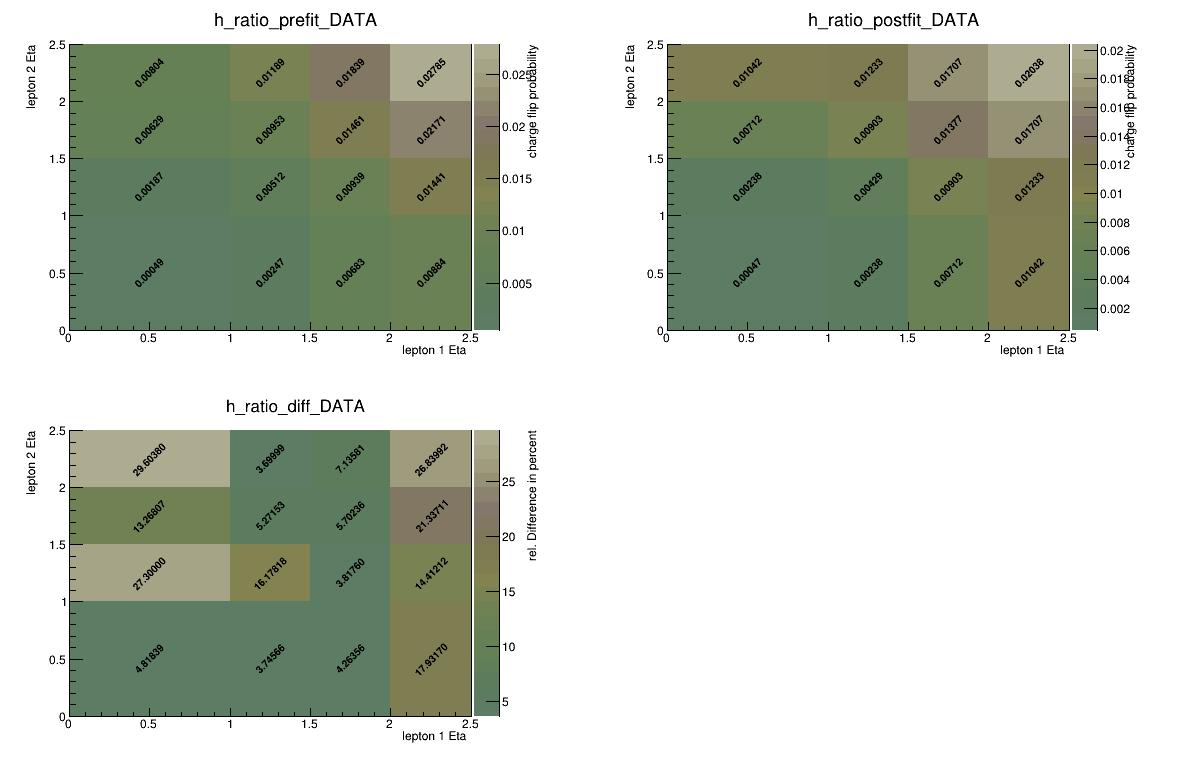 h_ratio_prefit_DATA
lepton 2 Eta
2.5
2
1.5
1
0.5
0
0.00804 0.01189 0.01839 0.02785
0.00629 0.00953 0.01461 0.02171
0.00187 0.00512 0.00939 0.01441
0.00049 0.00247 0.00683 0.00884
0 0.5 1 1.5 2 2.5
lepton 1 Eta
0.025
0.02
0.015
0.01
0.005
charge flip probability
h_ratio_postfit_DATA
lepton 2 Eta
2.5
2
1.5
1
0.5
0
0.01042 0.01233 0.01707 0.02038
0.00712 0.00903 0.01377 0.01707
0.00238 0.00429 0.00903 0.01233
0.00047 0.00238 0.00712 0.01042
0 0.5 1 1.5 2 2.5
lepton 1 Eta
0.02
0.018
0.016
0.014
0.012
0.01
0.008
0.006
0.004
0.002
charge flip probability
h_ratio_diff_DATA
lepton 2 Eta
2.5
2
1.5
1
0.5
0
29.60380 3.69999 7.13581 26.83992
13.26807 5.27153 5.70236 21.33711
27.30000 16.17818 3.81760 14.41212
4.81839 3.74566 4.26356 17.93170
0 0.5 1 1.5 2 2.5
lepton 1 Eta
25
20
15
10
5
rel. Difference in percent